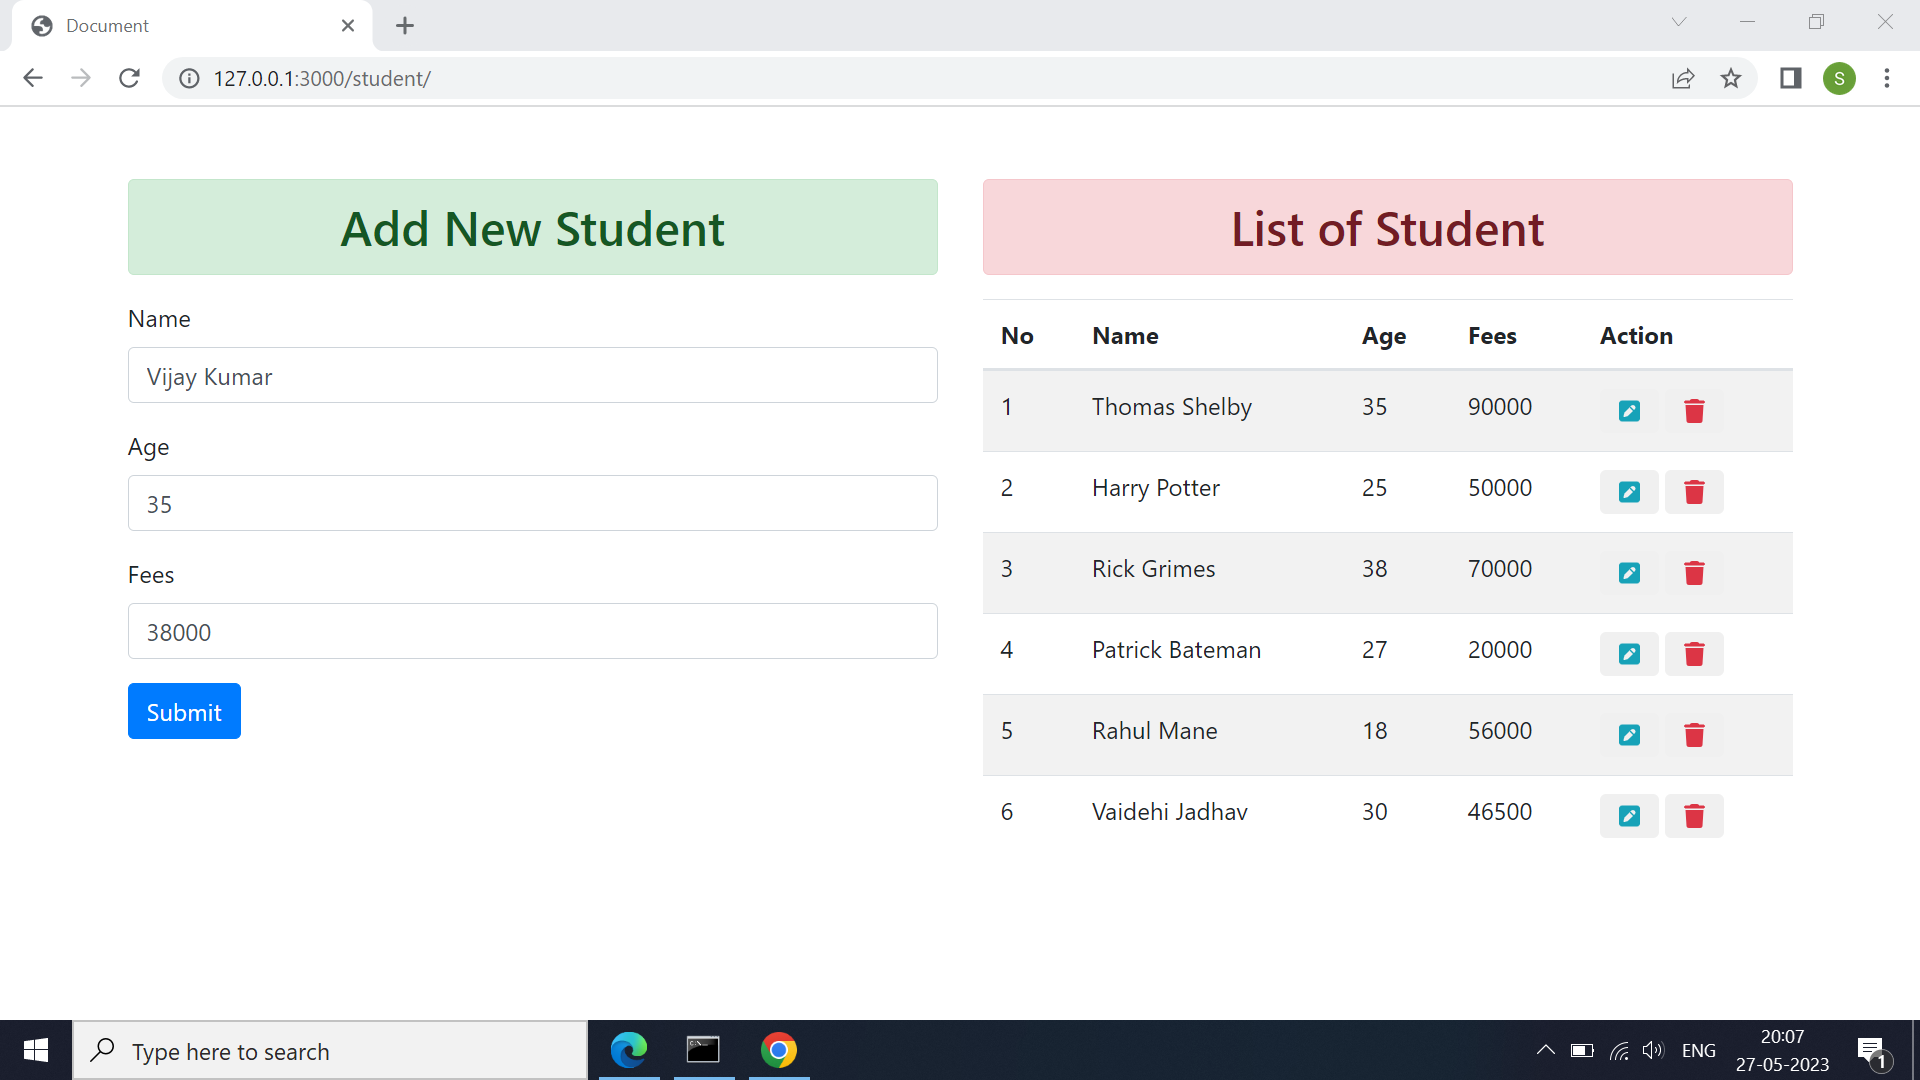 Document
127.0.0.1:3000/student/
S
Add New Student
Name
Vijay Kumar
Age
35
Fees
38000
Submit
List of Student
No Name Age Fees Action
1 Thomas Shelby 35 90000
2 Harry Potter 25 50000
3 Rick Grimes 38 70000
4 Patrick Bateman 27 20000
5 Rahul Mane 18 56000
6 Vaidehi Jadhav 30 46500
Type here to search
ENG
20:07
27-05-2023
1